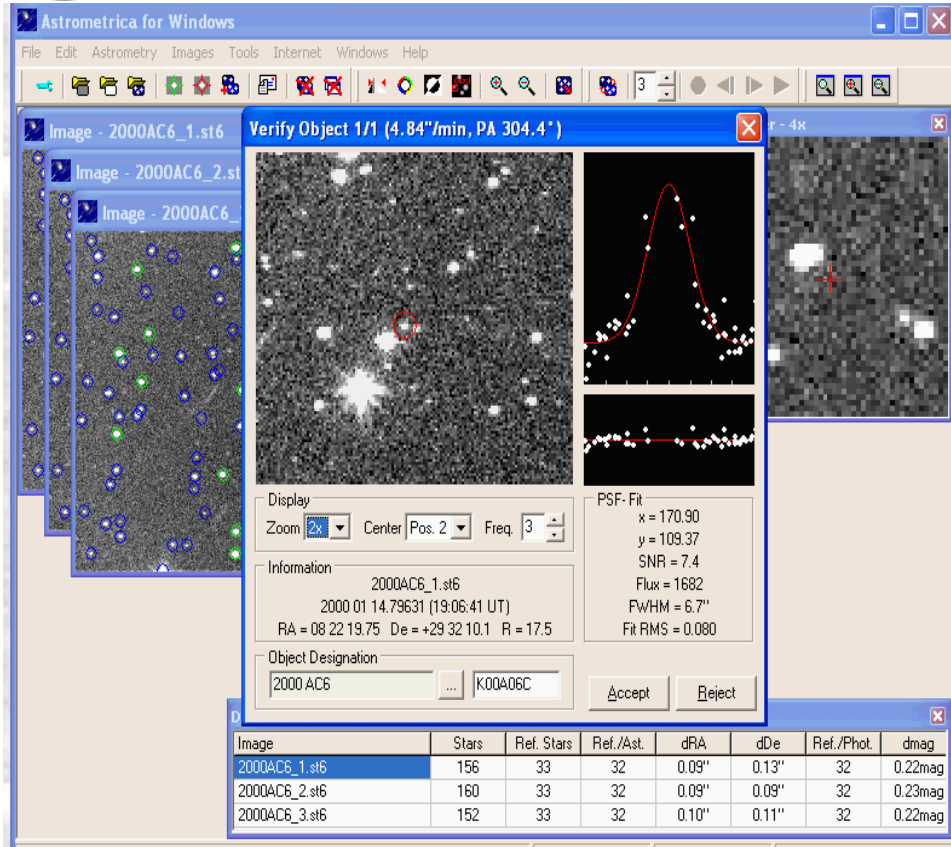 Astrometrica for Windows
File Edit Astrometry Images Tools Internet Windows Help
3
Image - 2000AC6_1.st6
Image - 2000AC6_2.st
Image - 2000AC6_
r - 4x
Verify Object 1/1 (4.84"/min, PA 304.4°)
Display
Zoom 2x Center Pos. 2 Freq. 3
Information
2000AC6_1.st6
2000 01 14.79631 (19:06:41 UT)
RA = 08 22 19.75 De = +29 32 10.1 R = 17.5
Object Designation
2000 AC6 ... K00A06C
PSF- Fit
x = 170.90
y = 109.37
SNR = 7.4
Flux = 1682
FWHM = 6.7"
Fit RMS = 0.080
Accept Reject
D
Image Stars Ref. Stars Ref./Ast. dRA dDe Ref./Phot. dmag
2000AC6_1.st6 156 33 32 0.09" 0.13" 32 0.22mag
2000AC6_2.st6 160 33 32 0.09" 0.09" 32 0.23mag
2000AC6_3.st6 152 33 32 0.10" 0.11" 32 0.22mag